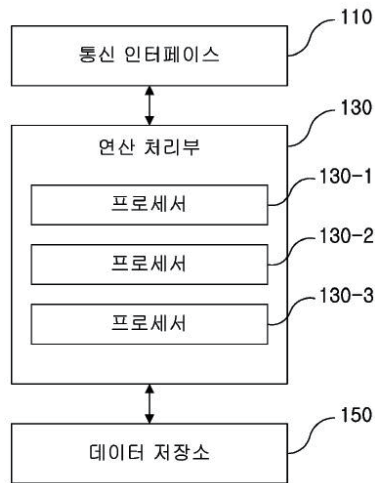 110
통신 인터페이스
130
연산 처리부
130-1
프로세서
130-2
프로세서
130-3
프로세서
150
데이터 저장소